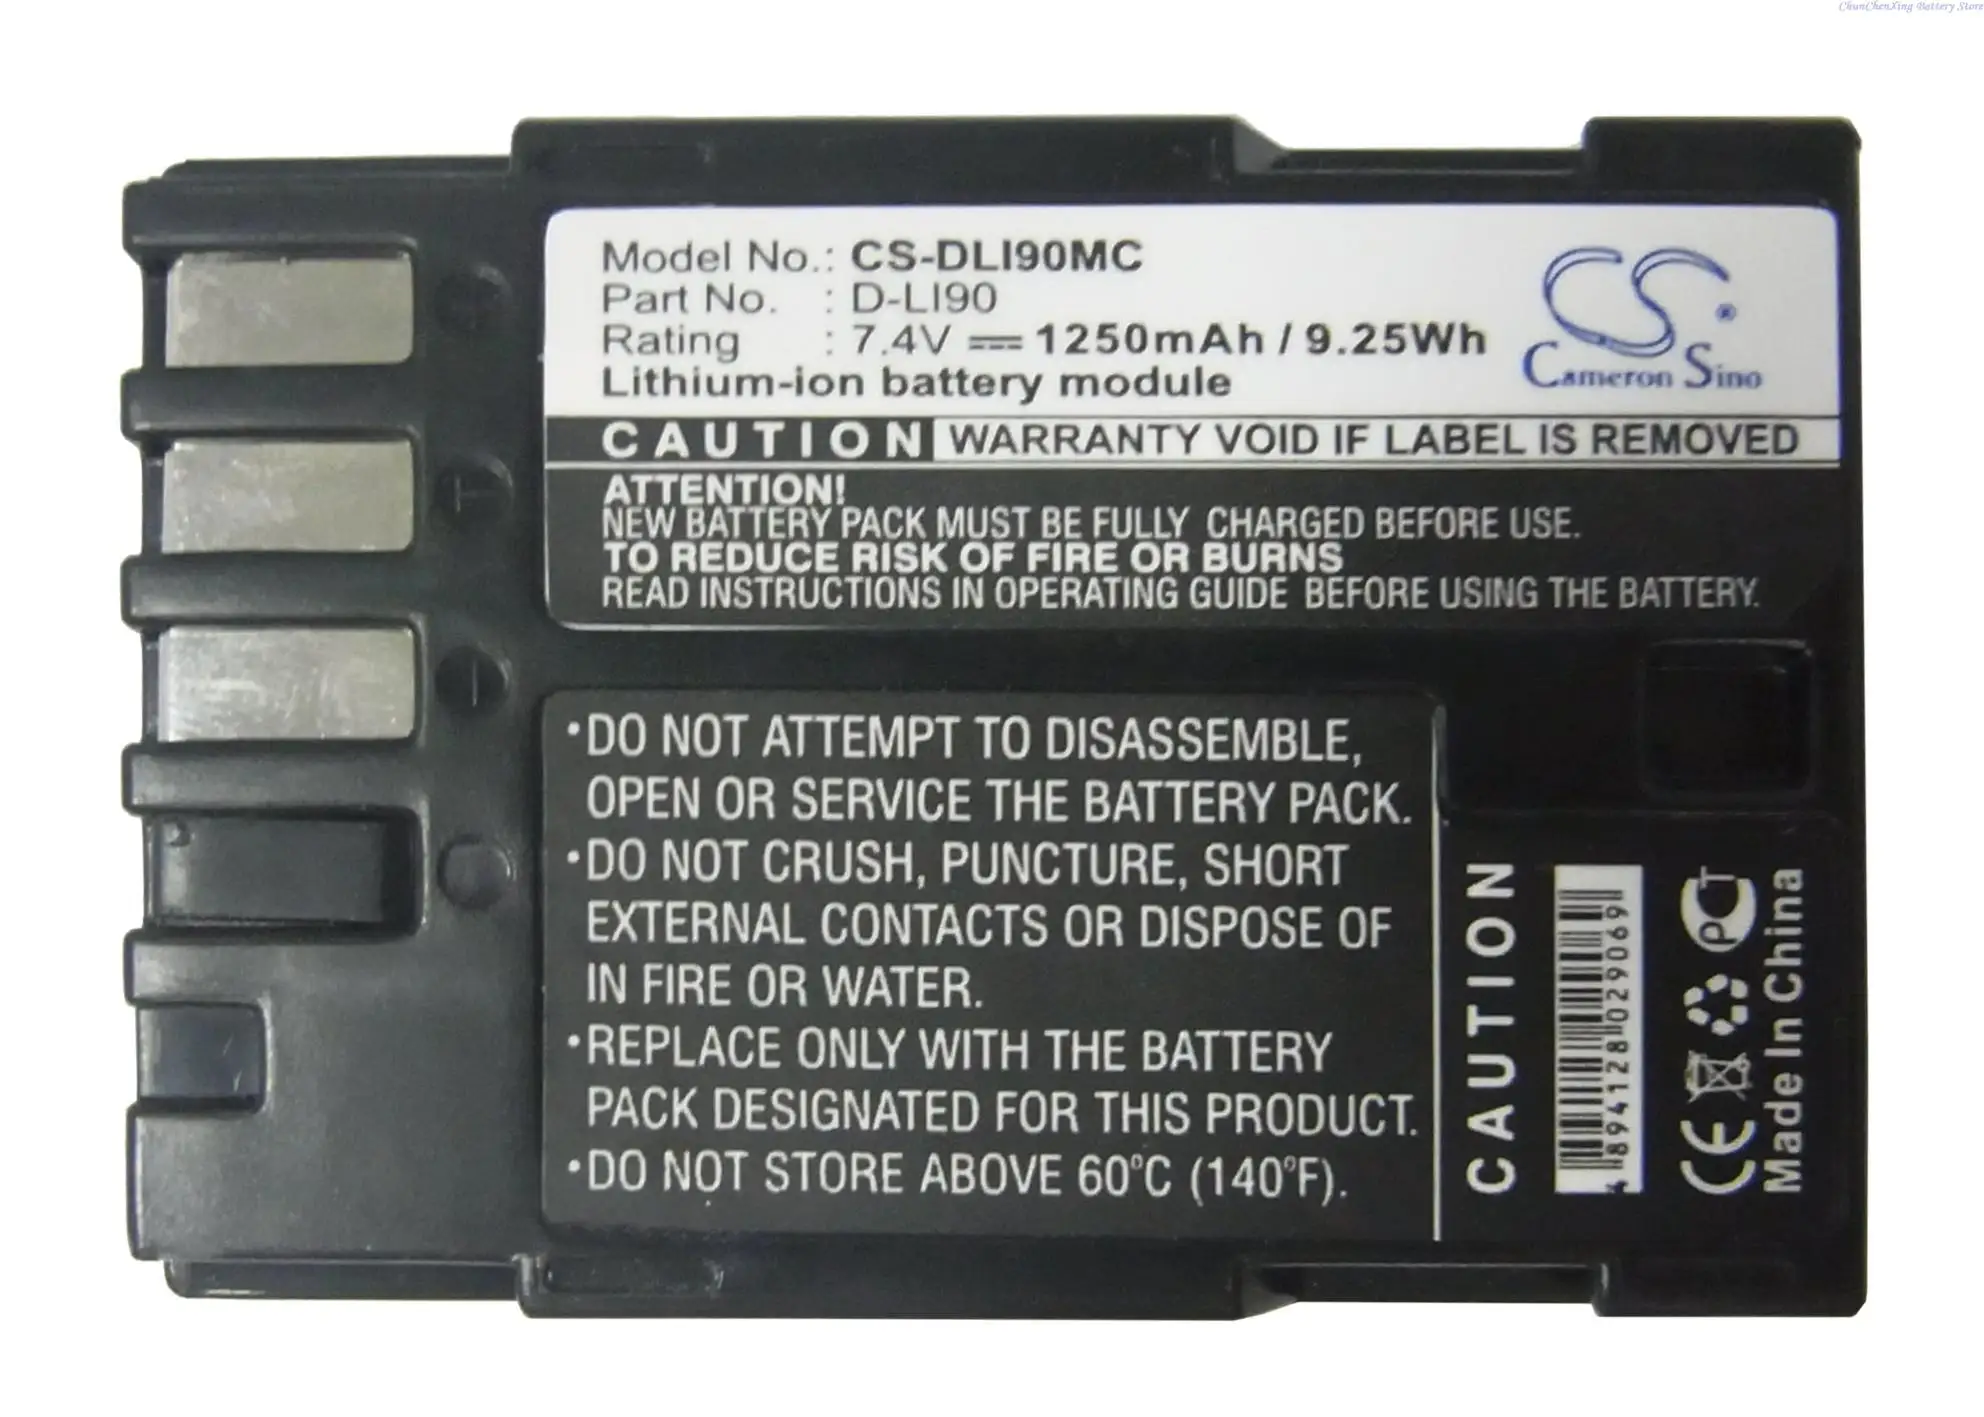 ChunChenXing Battery Store
Model No.: CS-DLI90MC
Part No. : D-LI90
Rating : 7.4V ⎓ 1250mAh / 9.25Wh
Lithium-ion battery module
CS®
Cameron Sino
CAUTION WARRANTY VOID IF LABEL IS REMOVED
ATTENTION!
NEW BATTERY PACK MUST BE FULLY CHARGED BEFORE USE.
TO REDUCE RISK OF FIRE OR BURNS
READ INSTRUCTIONS IN OPERATING GUIDE BEFORE USING THE BATTERY.
+
T
-
•DO NOT ATTEMPT TO DISASSEMBLE,
OPEN OR SERVICE THE BATTERY PACK.
•DO NOT CRUSH, PUNCTURE, SHORT
EXTERNAL CONTACTS OR DISPOSE OF
IN FIRE OR WATER.
•REPLACE ONLY WITH THE BATTERY
PACK DESIGNATED FOR THIS PRODUCT.
•DO NOT STORE ABOVE 60°C (140°F).
CAUTION
4894128029069
CE PCT
Made In China